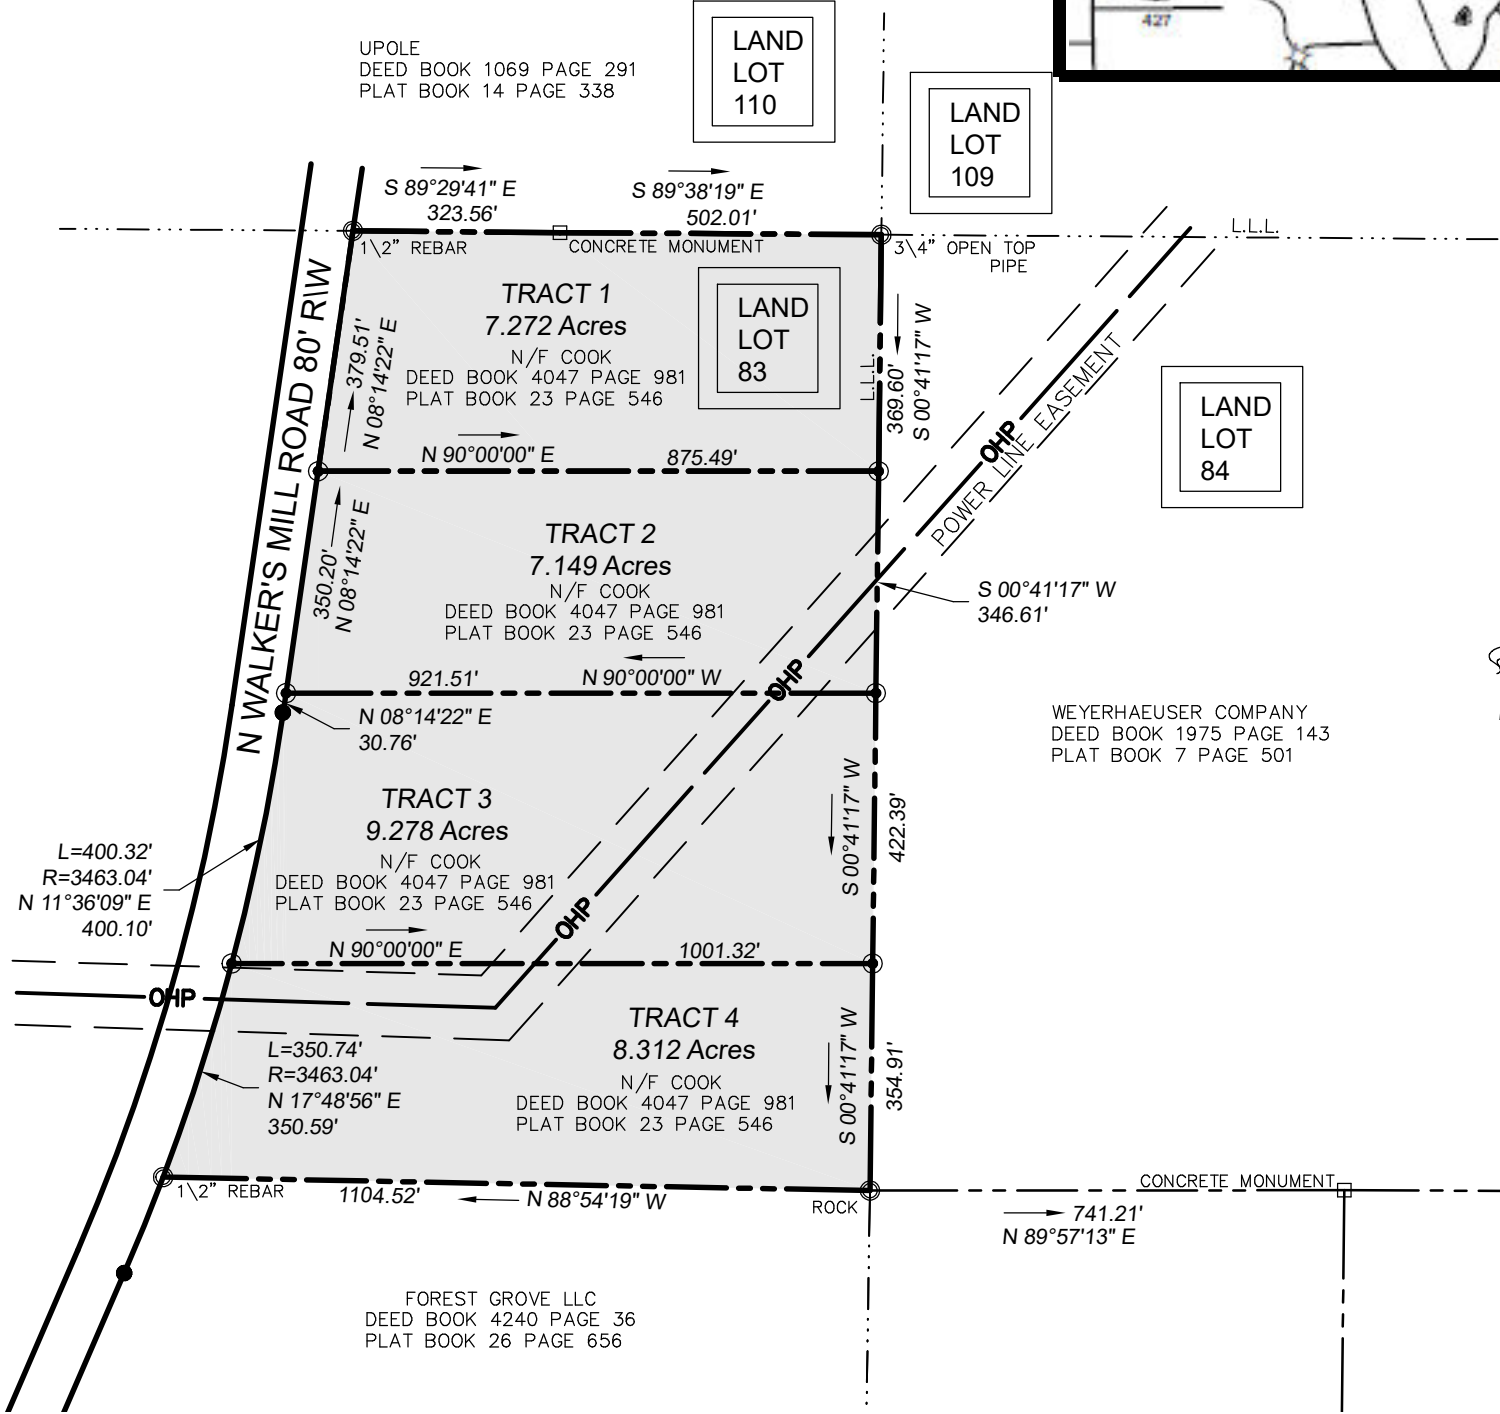 427
UPOLE
DEED BOOK 1069 PAGE 291
PLAT BOOK 14 PAGE 338
LAND
LOT
110
LAND
LOT
109
S 89°29'41" E
323.56'
S 89°38'19" E
502.01'
L.L.L.
1\2" REBAR
CONCRETE MONUMENT
3\4" OPEN TOP
PIPE
TRACT 1
7.272 Acres
N/F COOK
DEED BOOK 4047 PAGE 981
PLAT BOOK 23 PAGE 546
LAND
LOT
83
L.L.L.
369.60'
S 00°41'17" W
379.51'
N 08°14'22" E
N WALKER'S MILL ROAD 80' R\W
N 90°00'00" E
875.49'
OHP
POWER LINE EASEMENT
LAND
LOT
84
TRACT 2
7.149 Acres
N/F COOK
DEED BOOK 4047 PAGE 981
PLAT BOOK 23 PAGE 546
350.20'
N 08°14'22" E
S 00°41'17" W
346.61'
921.51'
N 90°00'00" W
OHP
N 08°14'22" E
30.76'
WEYERHAEUSER COMPANY
DEED BOOK 1975 PAGE 143
PLAT BOOK 7 PAGE 501
TRACT 3
9.278 Acres
N/F COOK
DEED BOOK 4047 PAGE 981
PLAT BOOK 23 PAGE 546
S 00°41'17" W
422.39'
L=400.32'
R=3463.04'
N 11°36'09" E
400.10'
OHP
N 90°00'00" E
1001.32'
OHP
TRACT 4
8.312 Acres
N/F COOK
DEED BOOK 4047 PAGE 981
PLAT BOOK 23 PAGE 546
S 00°41'17" W
354.91'
L=350.74'
R=3463.04'
N 17°48'56" E
350.59'
1\2" REBAR
1104.52'
N 88°54'19" W
ROCK
CONCRETE MONUMENT
741.21'
N 89°57'13" E
FOREST GROVE LLC
DEED BOOK 4240 PAGE 36
PLAT BOOK 26 PAGE 656